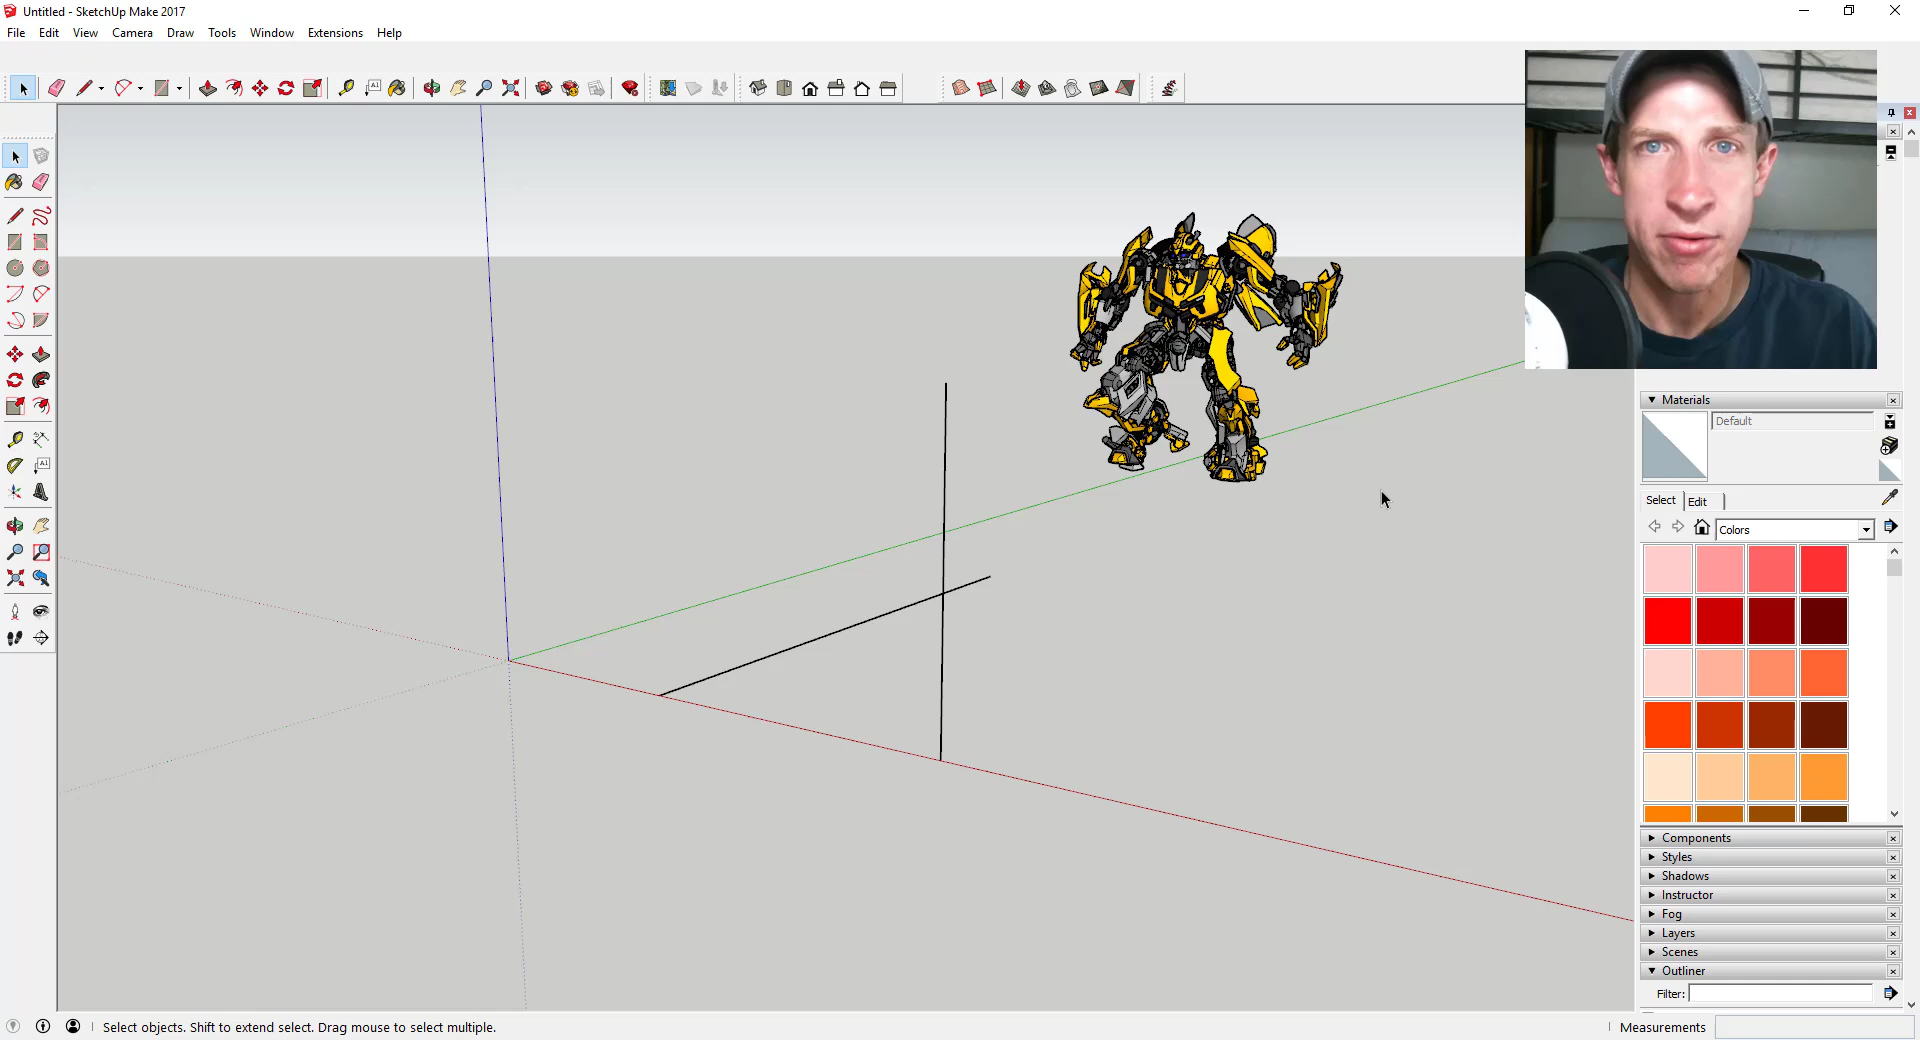 Untitled - SketchUp Make 2017
File Edit View Camera Draw Tools Window Extensions Help
Materials
Default
Select Edit
Colors
Components
Styles
Shadows
Instructor
Fog
Layers
Scenes
Outliner
Filter:
Select objects. Shift to extend select. Drag mouse to select multiple.
Measurements